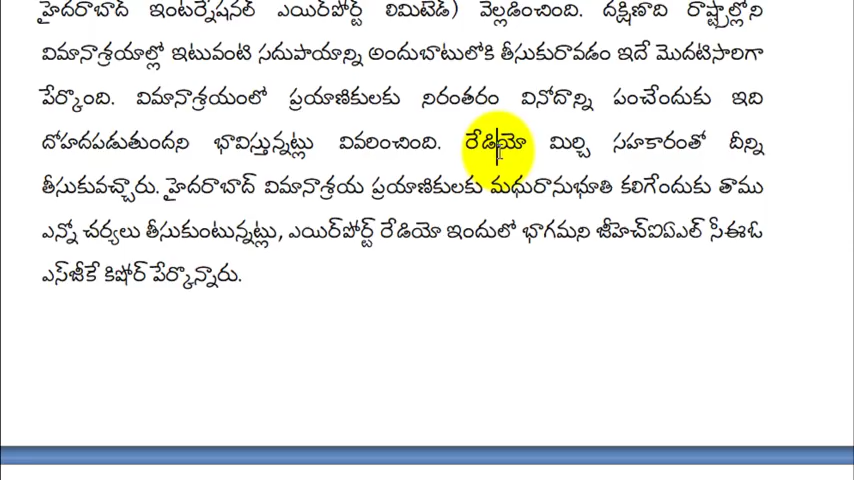 హైదరాబాద్ ఇంటర్నేషనల్ ఎయిర్‌పోర్ట్ లిమిటెడ్) వెల్లడించింది. దక్షిణాది రాష్ట్రాల్లోని
విమానాశ్రయాల్లో ఇటువంటి సదుపాయాన్ని అందుబాటులోకి తీసుకురావడం ఇదే మొదటిసారిగా
పేర్కొంది. విమానాశ్రయంలో ప్రయాణికులకు నిరంతరం వినోదాన్ని పంచేందుకు ఇది
దోహదపడుతుందని భావిస్తున్నట్లు వివరించింది. రేడియో మిర్చి సహకారంతో దీన్ని
తీసుకువచ్చారు. హైదరాబాద్ విమానాశ్రయ ప్రయాణికులకు మధురానుభూతి కలిగేందుకు తాము
ఎన్నో చర్యలు తీసుకుంటున్నట్లు, ఎయిర్‌పోర్ట్ రేడియో ఇందులో భాగమని జీహెచ్ఐఏఎల్ సీఈఓ
ఎస్‌జీకే కిషోర్ పేర్కొన్నారు.